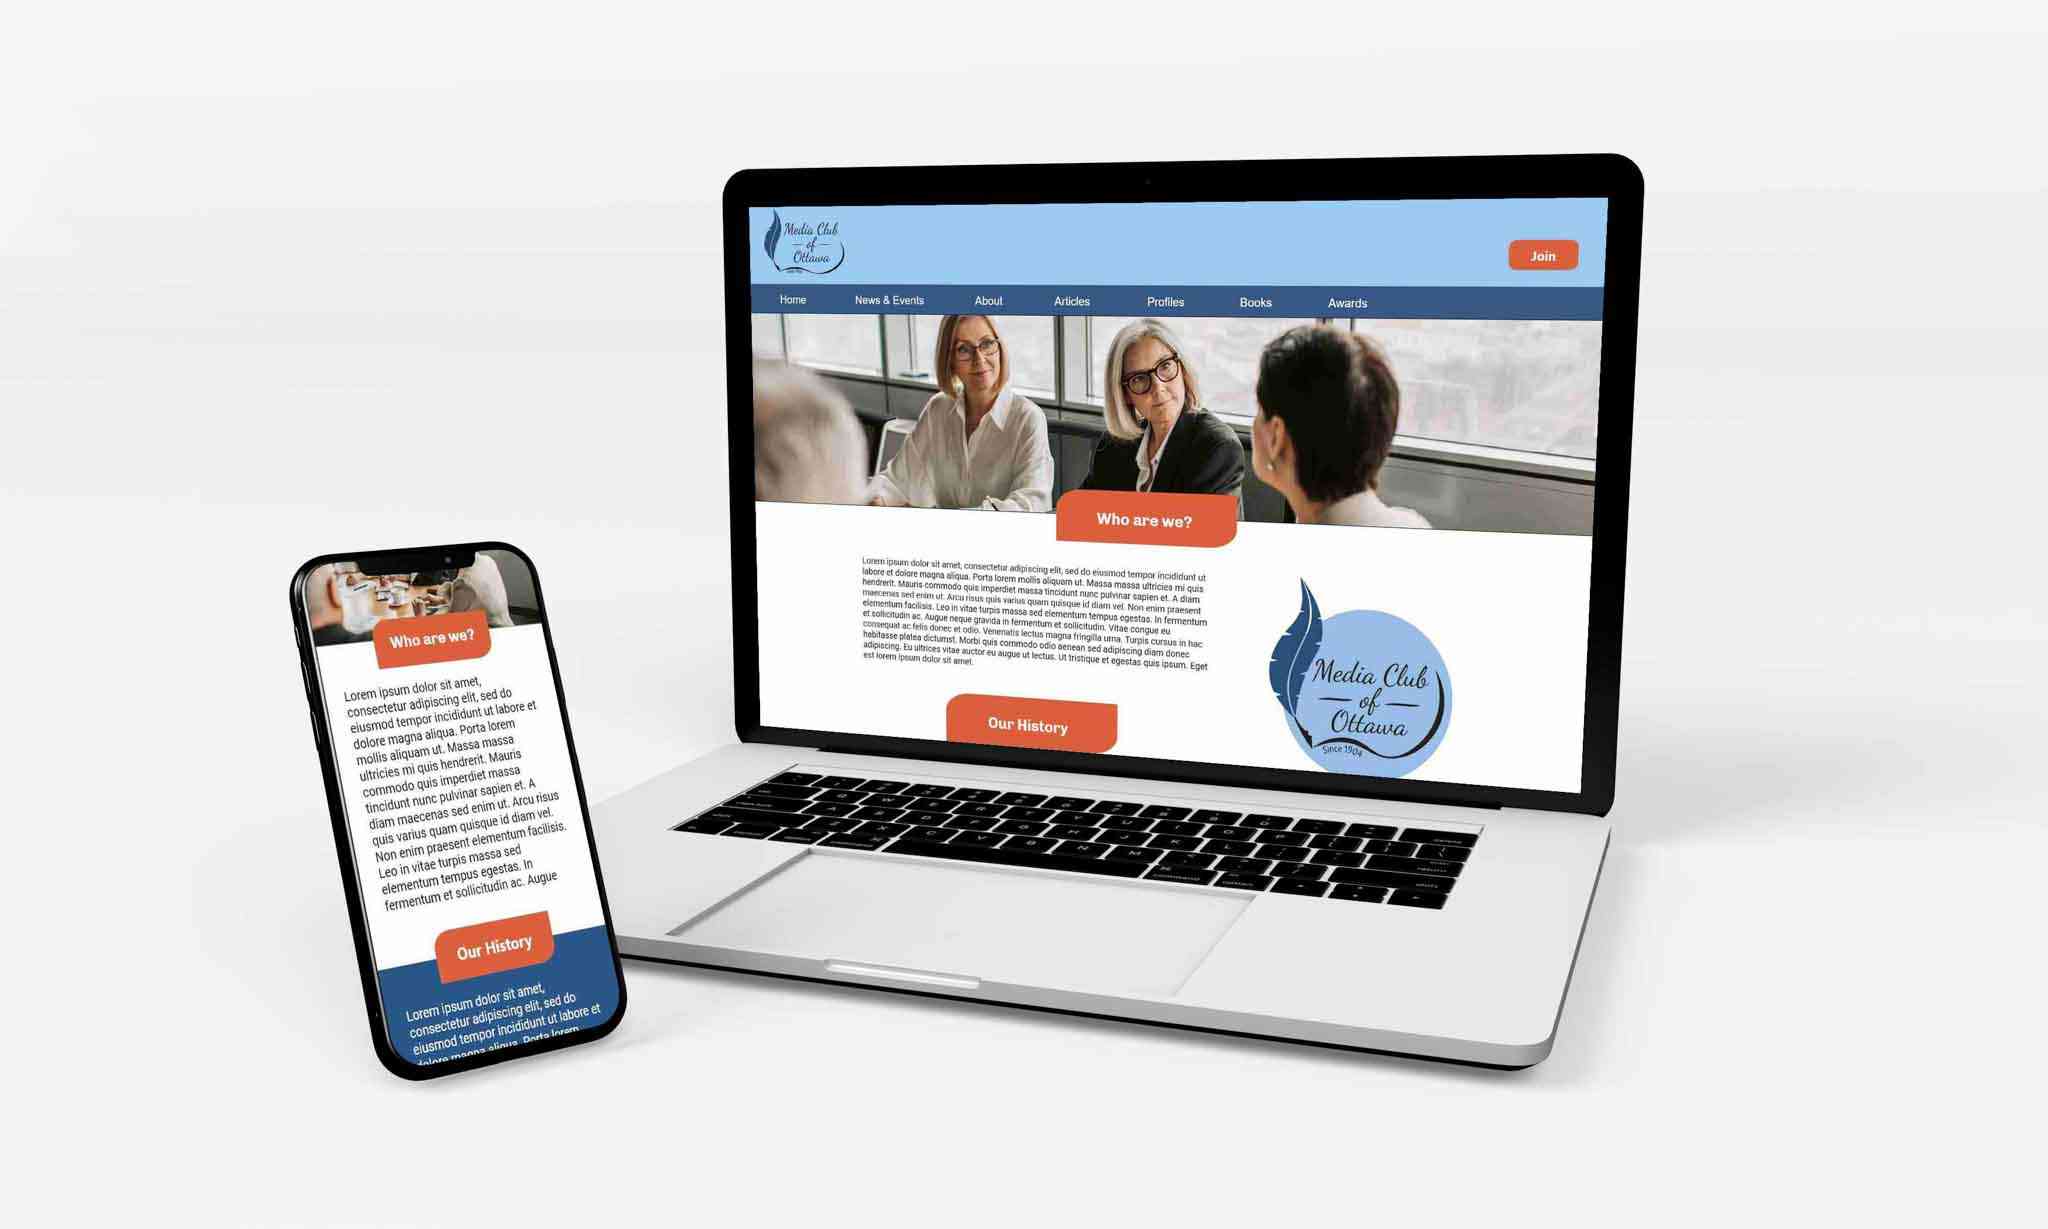 Media Club
of
Ottawa
Join
Home News & Events About Articles Profiles Books Awards
Who are we?
Lorem ipsum dolor sit amet, consectetur adipiscing elit, sed do eiusmod tempor incididunt ut
labore et dolore magna aliqua. Porta lorem mollis aliquam ut. Massa massa ultricies mi quis
hendrerit. Mauris commodo quis imperdiet massa tincidunt nunc pulvinar sapien et. A diam
maecenas sed enim ut. Arcu risus quis varius quam quisque id diam vel. Non enim praesent
elementum facilisis. Leo in vitae turpis massa sed elementum tempus egestas. In fermentum
et sollicitudin ac. Augue neque gravida in fermentum et sollicitudin. Vitae congue eu
consequat ac felis donec et odio. Venenatis lectus magna fringilla urna. Turpis cursus in hac
habitasse platea dictumst. Morbi quis commodo odio aenean sed adipiscing diam donec
adipiscing. Eu ultrices vitae auctor eu augue ut lectus. Ut tristique et egestas quis ipsum. Eget
est lorem ipsum dolor sit amet.
Media Club
of
Ottawa
Since 1904
Our History
Who are we?
Lorem ipsum dolor sit amet,
consectetur adipiscing elit, sed do
eiusmod tempor incididunt ut labore et
dolore magna aliqua. Porta lorem
mollis aliquam ut. Massa massa
ultricies mi quis hendrerit. Mauris
commodo quis imperdiet massa
tincidunt nunc pulvinar sapien et. A
diam maecenas sed enim ut. Arcu risus
quis varius quam quisque id diam vel.
Non enim praesent elementum facilisis.
Leo in vitae turpis massa sed
elementum tempus egestas. In
fermentum et sollicitudin ac. Augue
Our History
Lorem ipsum dolor sit amet,
consectetur adipiscing elit, sed do
eiusmod tempor incididunt ut labore et
dolore magna aliqua. Porta lorem